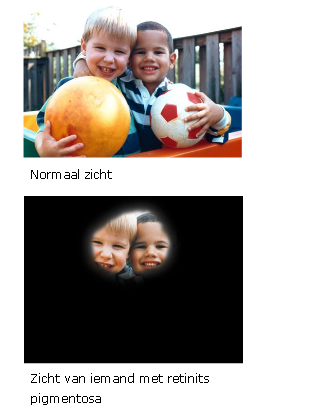 Normaal zicht
Zicht van iemand met retinits
pigmentosa